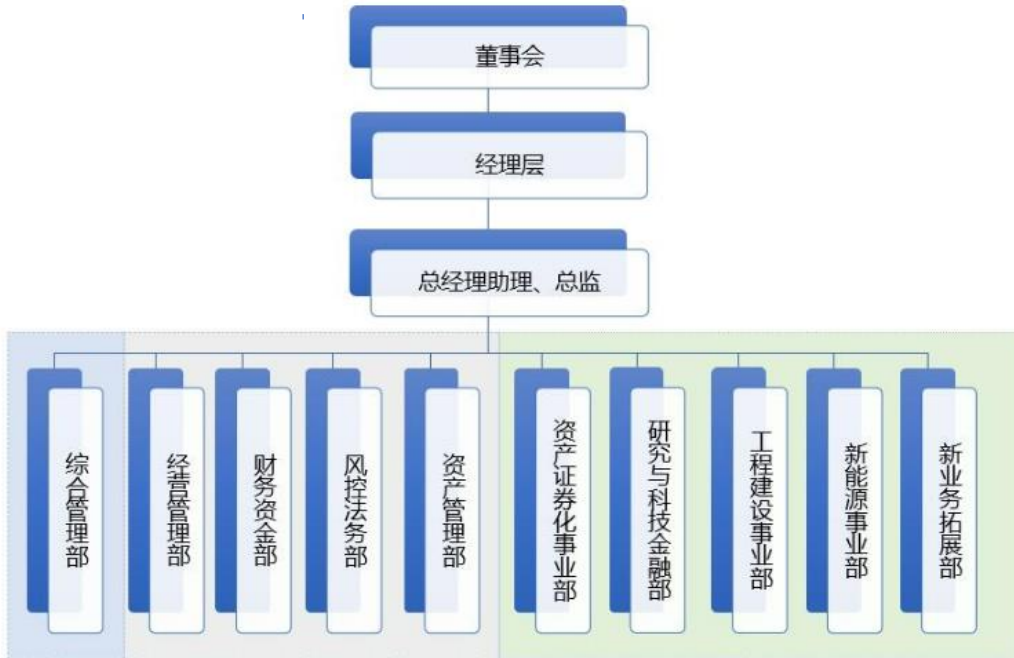 董事会
经理层
总经理助理、总监
综合管理部
经营管理部
财务资金部
风控法务部
资产管理部
资产证券化事业部
研究与科技金融部
工程建设事业部
新能源事业部
新业务拓展部